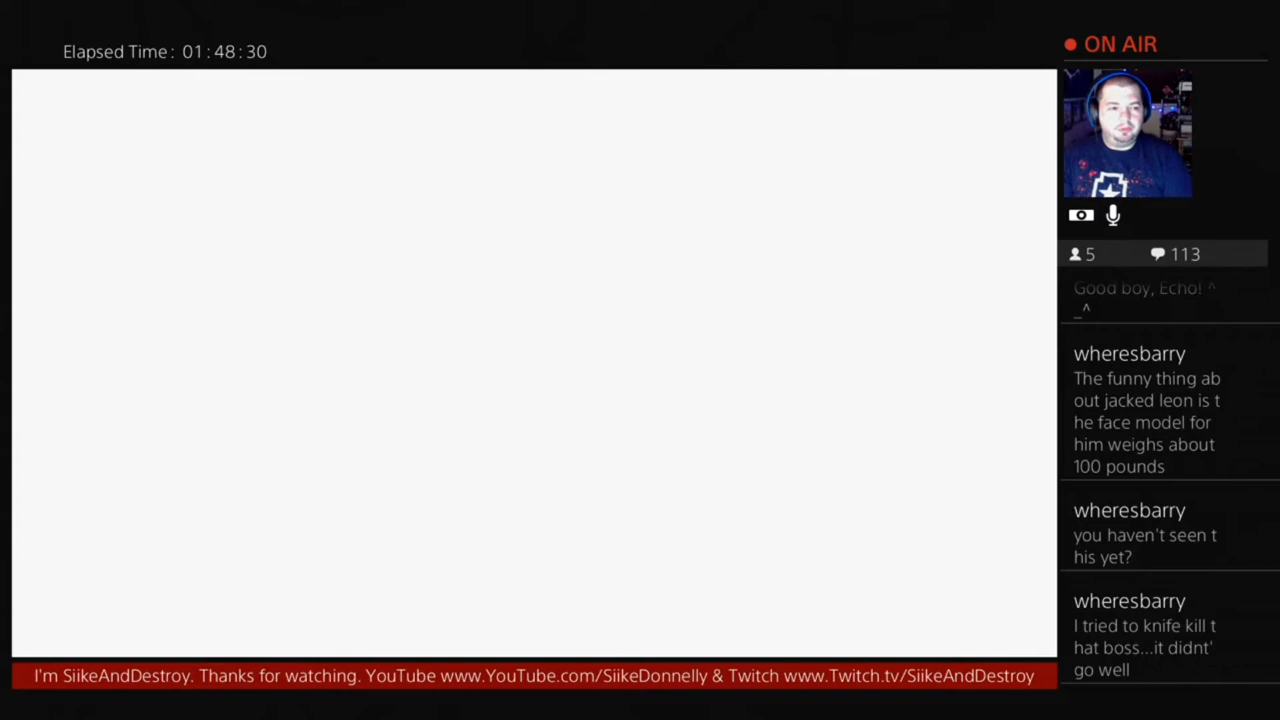 Elapsed Time: 01:48:30
ON AIR
5 113
Good boy, Echo! ^
_^
wheresbarry
The funny thing ab
out jacked leon is t
he face model for
him weighs about
100 pounds
wheresbarry
you haven't seen t
his yet?
wheresbarry
I tried to knife kill t
hat boss...it didnt'
go well
I'm SiikeAndDestroy. Thanks for watching. YouTube www.YouTube.com/SiikeDonnelly & Twitch www.Twitch.tv/SiikeAndDestroy